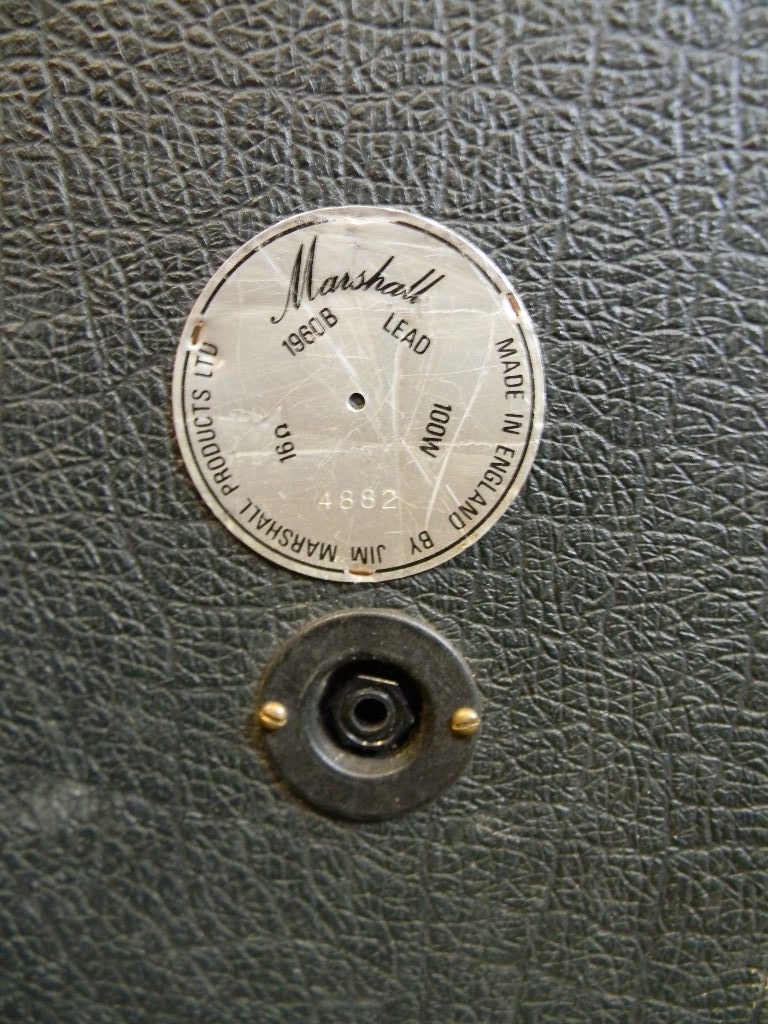 Marshall
1960B LEAD
16Ω 100W
4882
MADE IN ENGLAND BY JIM MARSHALL PRODUCTS LTD